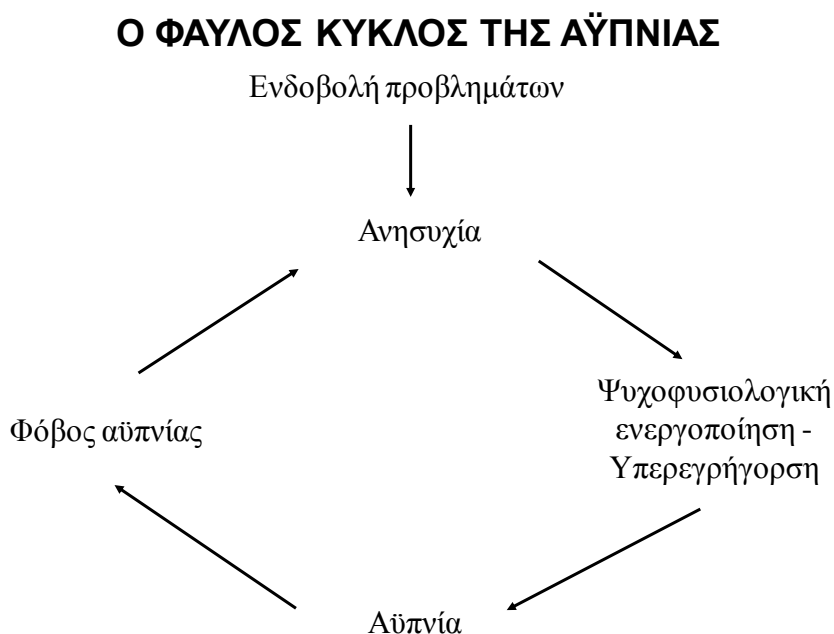 Ο ΦΑΥΛΟΣ ΚΥΚΛΟΣ ΤΗΣ ΑΫΠΝΙΑΣ
Ενδοβολή προβλημάτων
Ανησυχία
Ψυχοφυσιολογική
ενεργοποίηση -
Υπερεγρήγορση
Φόβος αϋπνίας
Αϋπνία